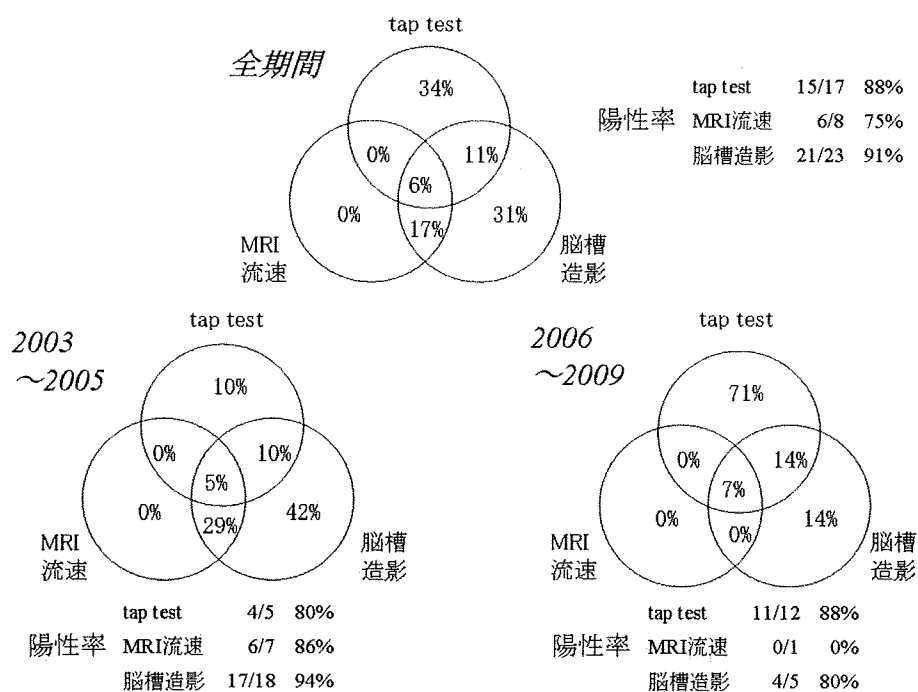 tap test
全期間
34%
0%
11%
6%
0%
17%
31%
MRI
流速
脳槽
造影
tap test 15/17 88%
陽性率 MRI流速 6/8 75%
脳槽造影 21/23 91%
2003
～2005
tap test
10%
0%
10%
5%
0%
29%
42%
MRI
流速
脳槽
造影
tap test 4/5 80%
陽性率 MRI流速 6/7 86%
脳槽造影 17/18 94%
2006
～2009
tap test
71%
0%
14%
7%
0%
0%
14%
MRI
流速
脳槽
造影
tap test 11/12 88%
陽性率 MRI流速 0/1 0%
脳槽造影 4/5 80%